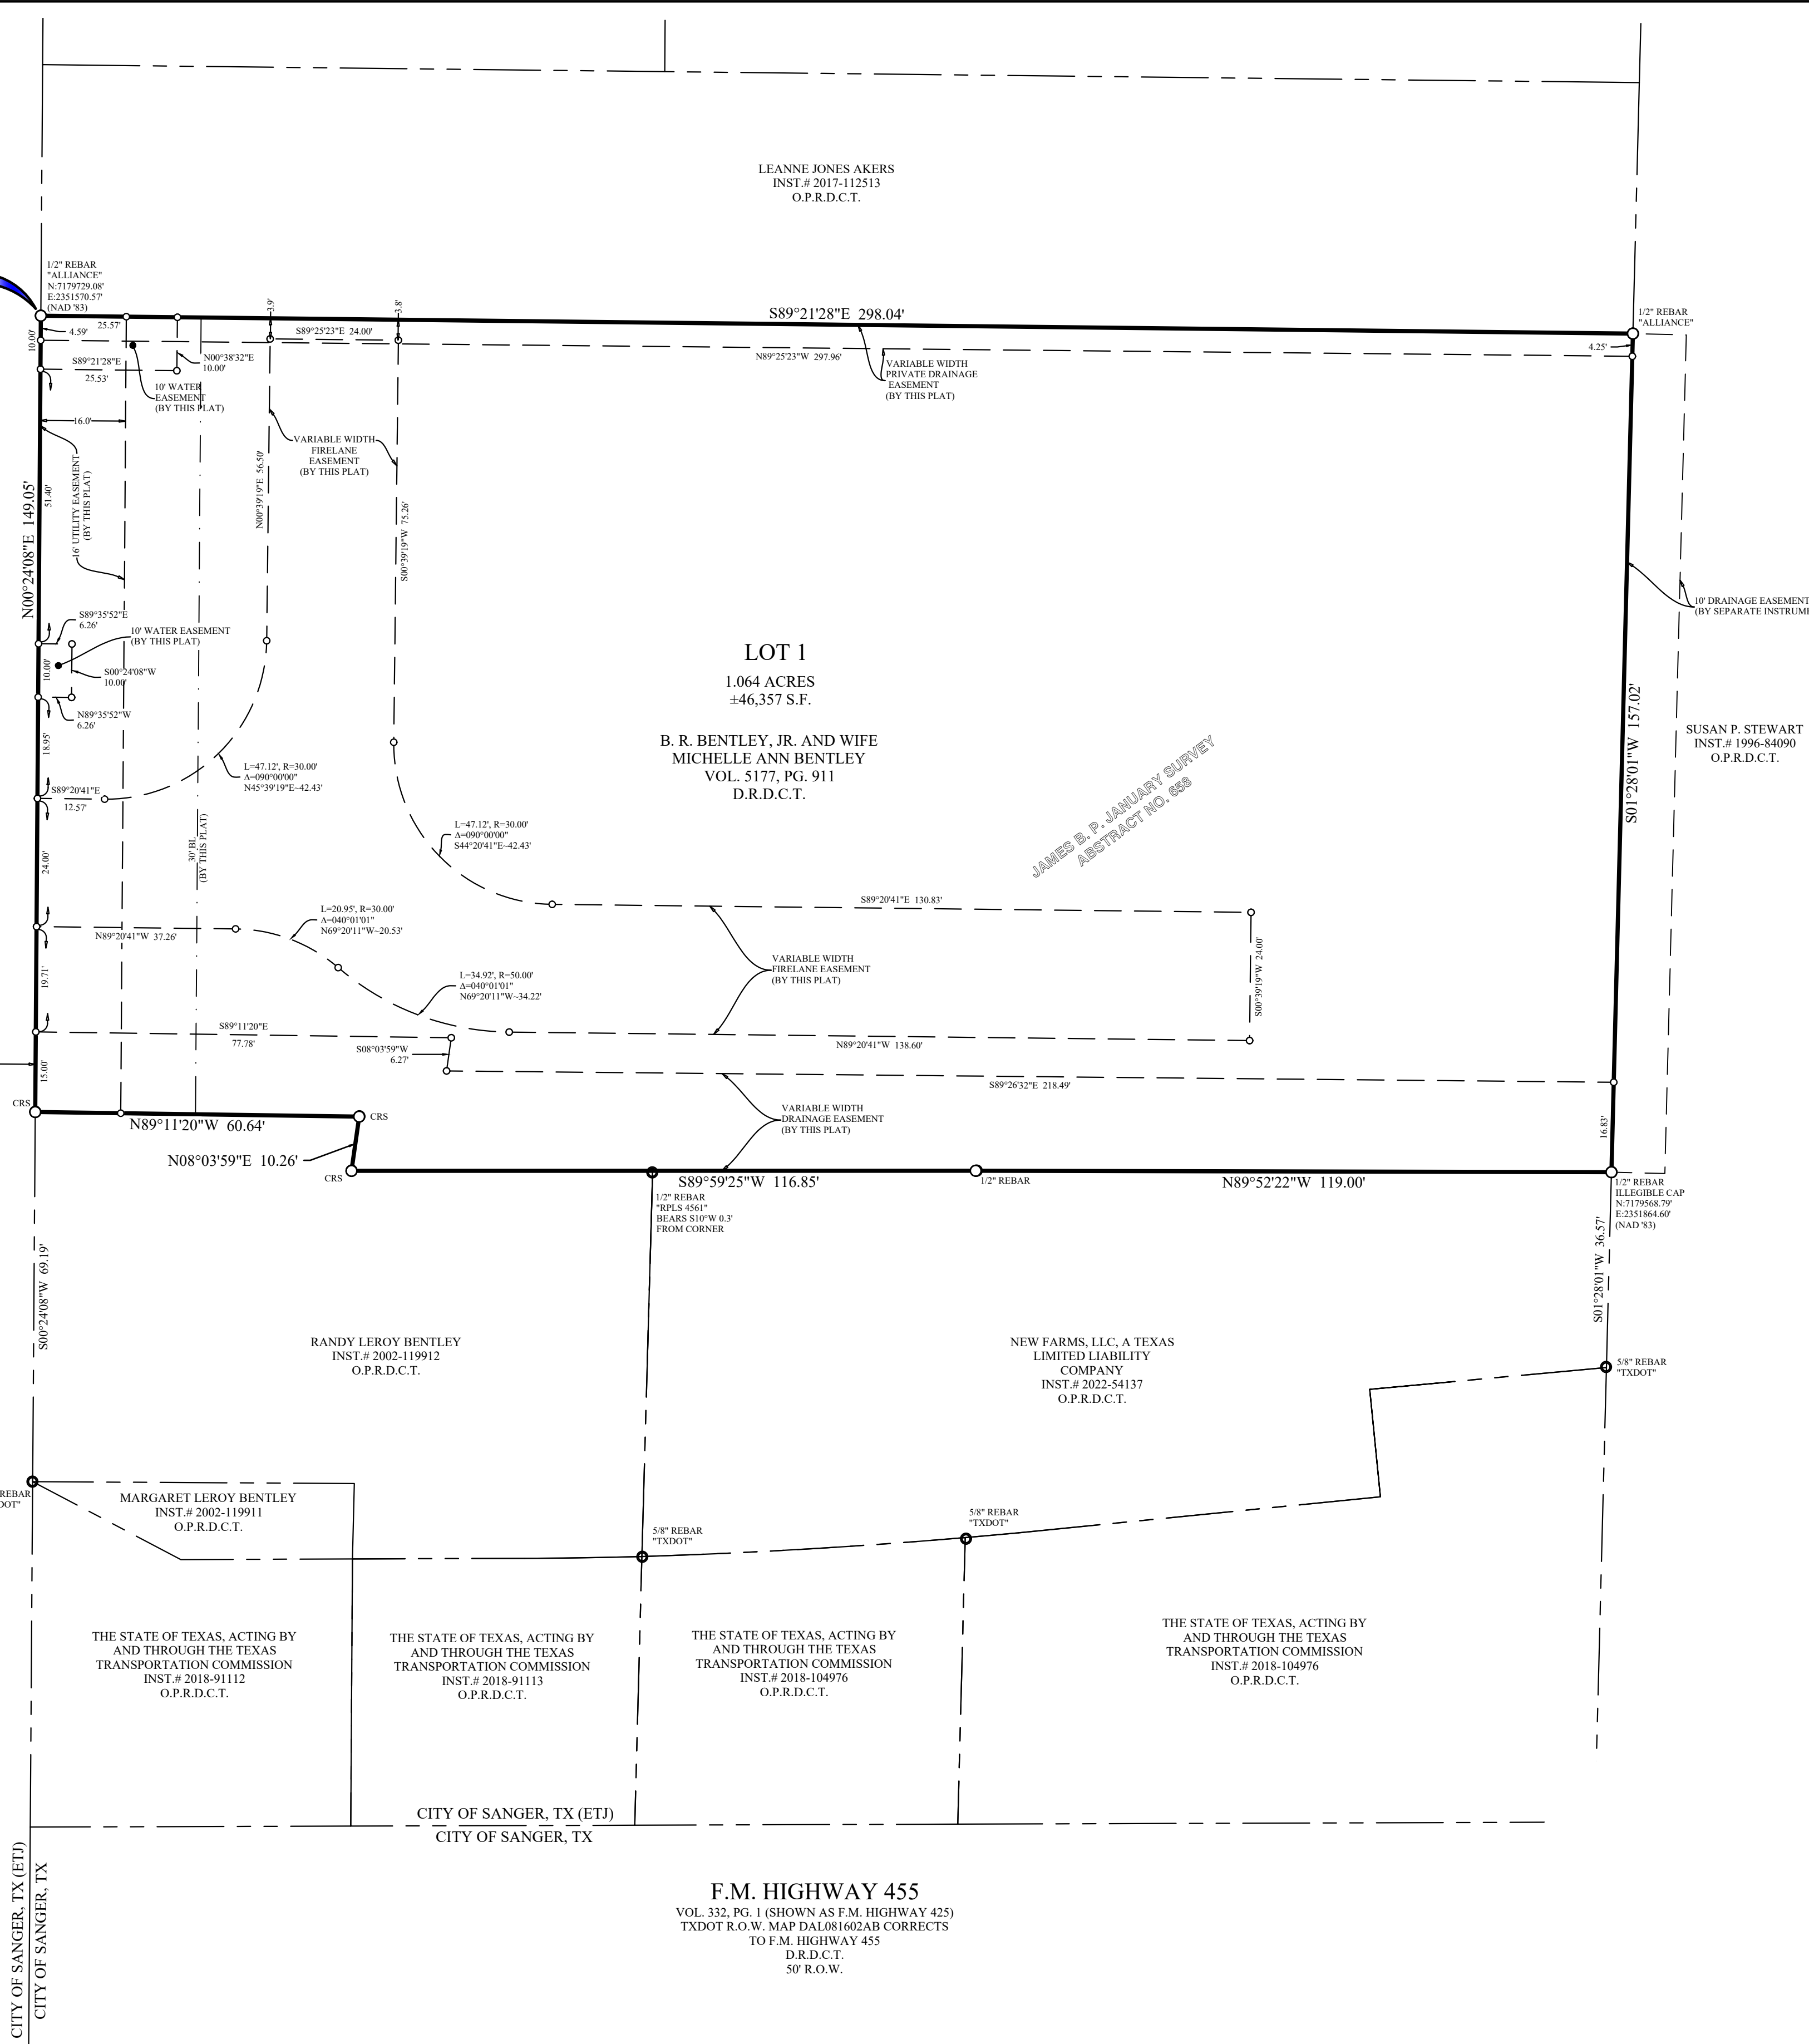 LEANNE JONES AKERS
INST.# 2017-112513
O.P.R.D.C.T.
1/2" REBAR
"ALLIANCE"
N:7179729.08'
E:2351570.57'
(NAD '83)
S89°21'28"E 298.04'
1/2" REBAR
"ALLIANCE"
3.9'
3.8'
25.57'
4.59'
10.00'
S89°25'23"E 24.00'
N89°25'23"W 297.96'
4.25'
N00°38'32"E
10.00'
S89°21'28"E
25.53'
10' WATER
EASEMENT
(BY THIS PLAT)
VARIABLE WIDTH
PRIVATE DRAINAGE
EASEMENT
(BY THIS PLAT)
16.0'
VARIABLE WIDTH
FIRELANE
EASEMENT
(BY THIS PLAT)
N00°24'08"E 149.05'
51.40'
16' UTILITY EASEMENT
(BY THIS PLAT)
N00°39'19"E 56.50'
S00°39'19"W 75.26'
10' DRAINAGE EASEMENT
S89°35'52"E
6.26'
10' WATER EASEMENT
(BY THIS PLAT)
10.00'
S00°24'08"W
10.00'
N89°35'52"W
6.26'
18.95'
LOT 1
1.064 ACRES
±46,357 S.F.
B. R. BENTLEY, JR. AND WIFE
MICHELLE ANN BENTLEY
VOL. 5177, PG. 911
D.R.D.C.T.
JAMES B. P. JANUARY SURVEY
ABSTRACT NO. 658
S01°28'01"W 157.02'
SUSAN P. STEWART
INST.# 1996-84090
O.P.R.D.C.T.
L=47.12', R=30.00'
Δ=090°00'00"
N45°39'19"E~42.43'
S89°20'41"E
12.57'
30' BL
(BY THIS PLAT)
L=47.12', R=30.00'
Δ=090°00'00"
S44°20'41"E~42.43'
24.00'
S89°20'41"E 130.83'
L=20.95', R=30.00'
Δ=040°01'01"
N69°20'11"W~20.53'
N89°20'41"W 37.26'
19.71'
L=34.92', R=50.00'
Δ=040°01'01"
N69°20'11"W~34.22'
VARIABLE WIDTH
FIRELANE EASEMENT
(BY THIS PLAT)
S00°39'19"W 24.00'
S89°11'20"E
77.78'
S08°03'59"W
6.27'
N89°20'41"W 138.60'
15.00'
S89°26'32"E 218.49'
CRS
CRS
N89°11'20"W 60.64'
VARIABLE WIDTH
DRAINAGE EASEMENT
(BY THIS PLAT)
16.83'
N08°03'59"E 10.26'
CRS
S89°59'25"W 116.85'
1/2" REBAR
N89°52'22"W 119.00'
1/2" REBAR
"RPLS 4561"
BEARS S10°W 0.3'
FROM CORNER
1/2" REBAR
ILLEGIBLE CAP
N:7179568.79'
E:2351864.60'
(NAD '83)
S00°24'08"W 69.19'
S01°28'01"W 36.57'
RANDY LEROY BENTLEY
INST.# 2002-119912
O.P.R.D.C.T.
NEW FARMS, LLC, A TEXAS
LIMITED LIABILITY
COMPANY
INST.# 2022-54137
O.P.R.D.C.T.
5/8" REBAR
"TXDOT"
REBAR
MARGARET LEROY BENTLEY
INST.# 2002-119911
O.P.R.D.C.T.
5/8" REBAR
"TXDOT"
5/8" REBAR
"TXDOT"
THE STATE OF TEXAS, ACTING BY
AND THROUGH THE TEXAS
TRANSPORTATION COMMISSION
INST.# 2018-91112
O.P.R.D.C.T.
THE STATE OF TEXAS, ACTING BY
AND THROUGH THE TEXAS
TRANSPORTATION COMMISSION
INST.# 2018-91113
O.P.R.D.C.T.
THE STATE OF TEXAS, ACTING BY
AND THROUGH THE TEXAS
TRANSPORTATION COMMISSION
INST.# 2018-104976
O.P.R.D.C.T.
THE STATE OF TEXAS, ACTING BY
AND THROUGH THE TEXAS
TRANSPORTATION COMMISSION
INST.# 2018-104976
O.P.R.D.C.T.
CITY OF SANGER, TX (ETJ)
CITY OF SANGER, TX
CITY OF SANGER, TX (ETJ)
CITY OF SANGER, TX
F.M. HIGHWAY 455
VOL. 332, PG. 1 (SHOWN AS F.M. HIGHWAY 425)
TXDOT R.O.W. MAP DAL081602AB CORRECTS
TO F.M. HIGHWAY 455
D.R.D.C.T.
50' R.O.W.
(BY SEPARATE